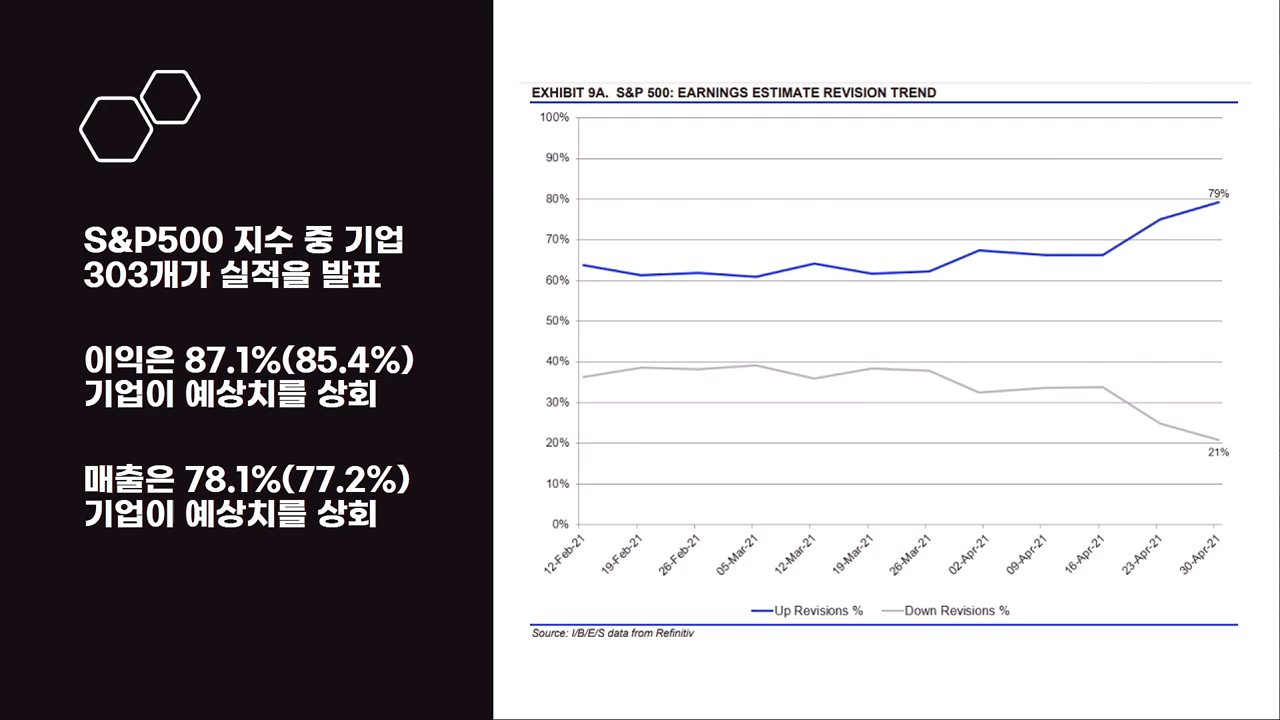 S&P500 지수 중 기업
303개가 실적을 발표
이익은 87.1%(85.4%)
기업이 예상치를 상회
매출은 78.1%(77.2%)
기업이 예상치를 상회
EXHIBIT 9A. S&P 500: EARNINGS ESTIMATE REVISION TREND
100%
90%
80%
70%
60%
50%
40%
30%
20%
10%
0%
79%
21%
12-Feb-21
19-Feb-21
26-Feb-21
05-Mar-21
12-Mar-21
19-Mar-21
26-Mar-21
02-Apr-21
09-Apr-21
16-Apr-21
23-Apr-21
30-Apr-21
Up Revisions %
Down Revisions %
Source: I/B/E/S data from Refinitiv